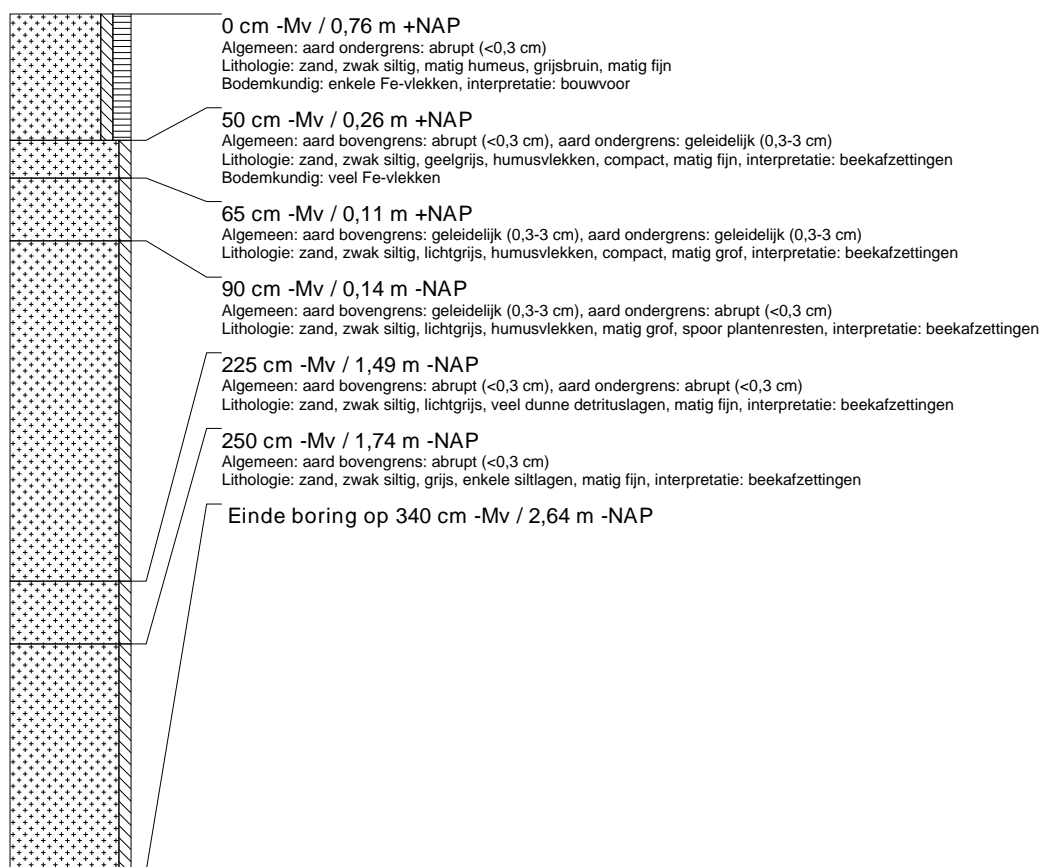 0 cm -Mv / 0,76 m +NAP
Algemeen: aard ondergrens: abrupt (<0,3 cm)
Lithologie: zand, zwak siltig, matig humeus, grijsbruin, matig fijn
Bodemkundig: enkele Fe-vlekken, interpretatie: bouwvoor
50 cm -Mv / 0,26 m +NAP
Algemeen: aard bovengrens: abrupt (<0,3 cm), aard ondergrens: geleidelijk (0,3-3 cm)
Lithologie: zand, zwak siltig, geelgrijs, humusvlekken, compact, matig fijn, interpretatie: beekafzettingen
Bodemkundig: veel Fe-vlekken
65 cm -Mv / 0,11 m +NAP
Algemeen: aard bovengrens: geleidelijk (0,3-3 cm), aard ondergrens: geleidelijk (0,3-3 cm)
Lithologie: zand, zwak siltig, lichtgrijs, humusvlekken, compact, matig grof, interpretatie: beekafzettingen
90 cm -Mv / 0,14 m -NAP
Algemeen: aard bovengrens: geleidelijk (0,3-3 cm), aard ondergrens: abrupt (<0,3 cm)
Lithologie: zand, zwak siltig, lichtgrijs, humusvlekken, matig grof, spoor plantenresten, interpretatie: beekafzettingen
225 cm -Mv / 1,49 m -NAP
Algemeen: aard bovengrens: abrupt (<0,3 cm), aard ondergrens: abrupt (<0,3 cm)
Lithologie: zand, zwak siltig, lichtgrijs, veel dunne detrituslagen, matig fijn, interpretatie: beekafzettingen
250 cm -Mv / 1,74 m -NAP
Algemeen: aard bovengrens: abrupt (<0,3 cm)
Lithologie: zand, zwak siltig, grijs, enkele siltlagen, matig fijn, interpretatie: beekafzettingen
Einde boring op 340 cm -Mv / 2,64 m -NAP